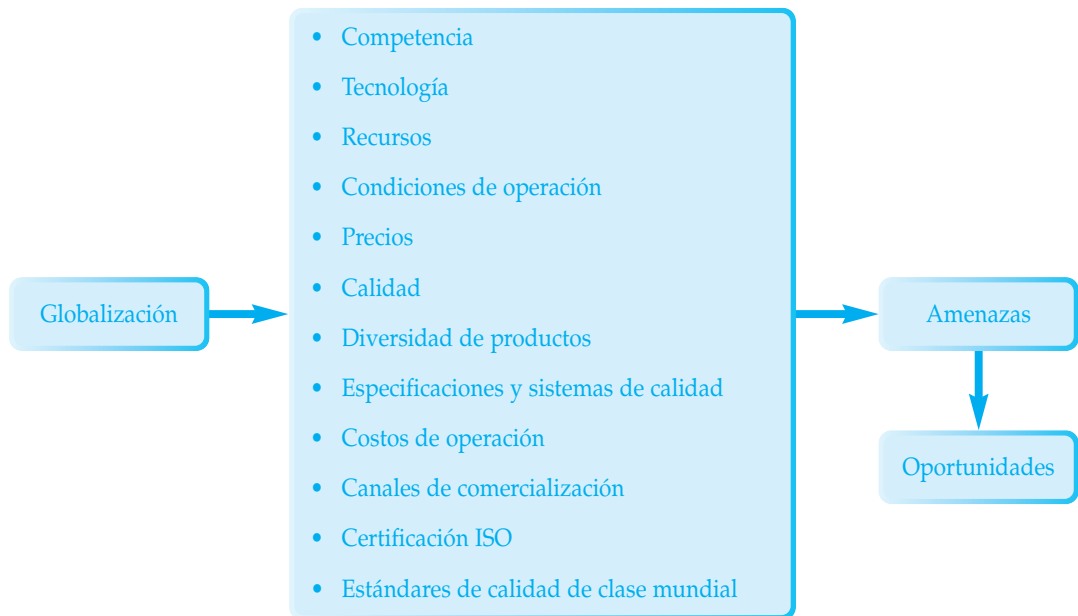 Globalización
• Competencia
• Tecnología
• Recursos
• Condiciones de operación
• Precios
• Calidad
• Diversidad de productos
• Especificaciones y sistemas de calidad
• Costos de operación
• Canales de comercialización
• Certificación ISO
• Estándares de calidad de clase mundial
Amenazas
Oportunidades